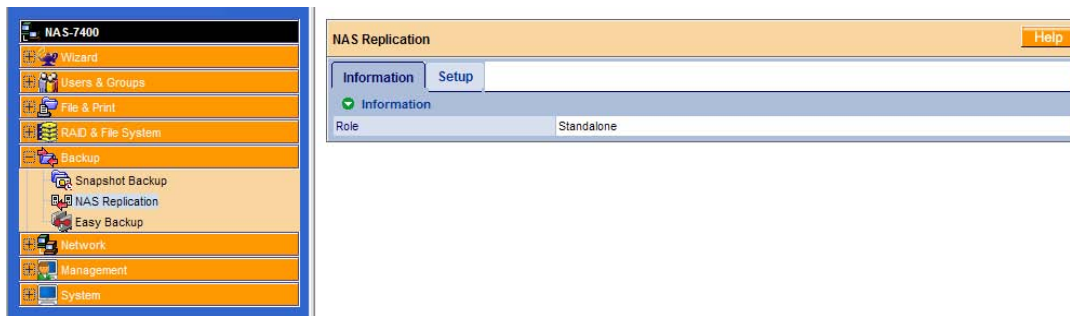 NAS-7400
Wizard
Users & Groups
File & Print
RAID & File System
Backup
Snapshot Backup
NAS Replication
Easy Backup
Network
Management
System
NAS Replication
Help
Information Setup
Information
Role Standalone